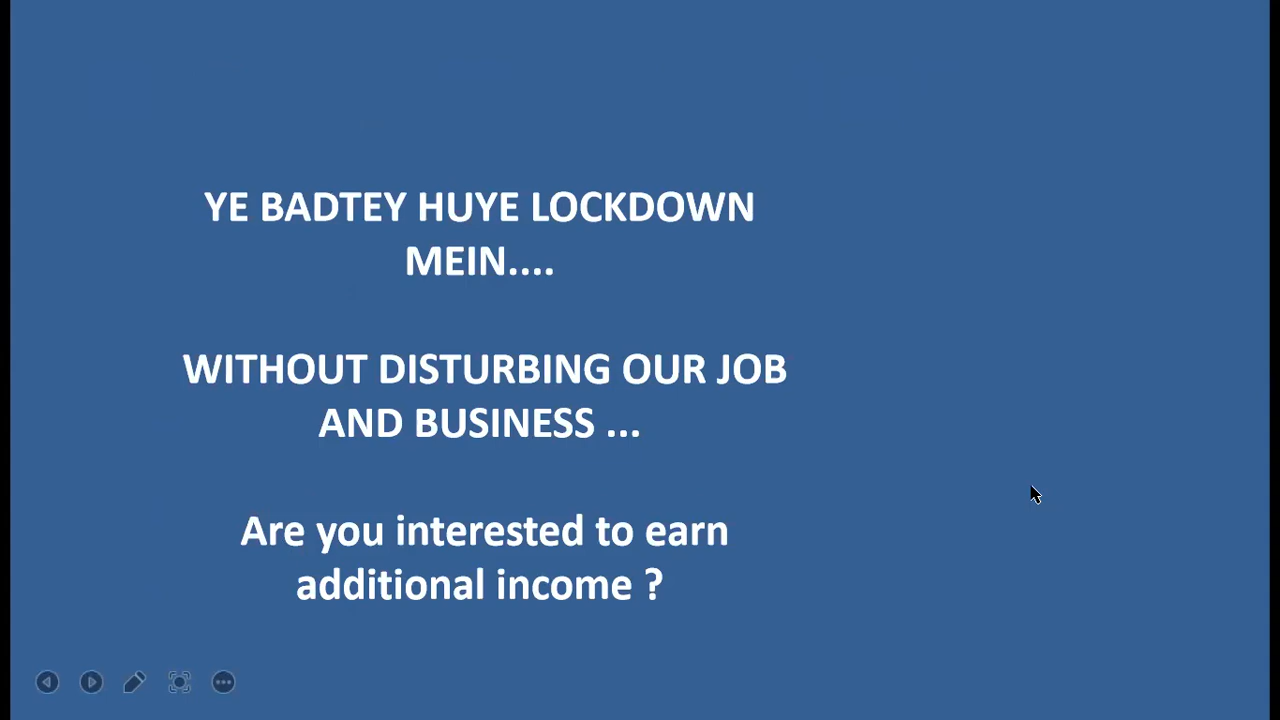 YE BADTEY HUYE LOCKDOWN
MEIN....
WITHOUT DISTURBING OUR JOB
AND BUSINESS ...
Are you interested to earn
additional income ?